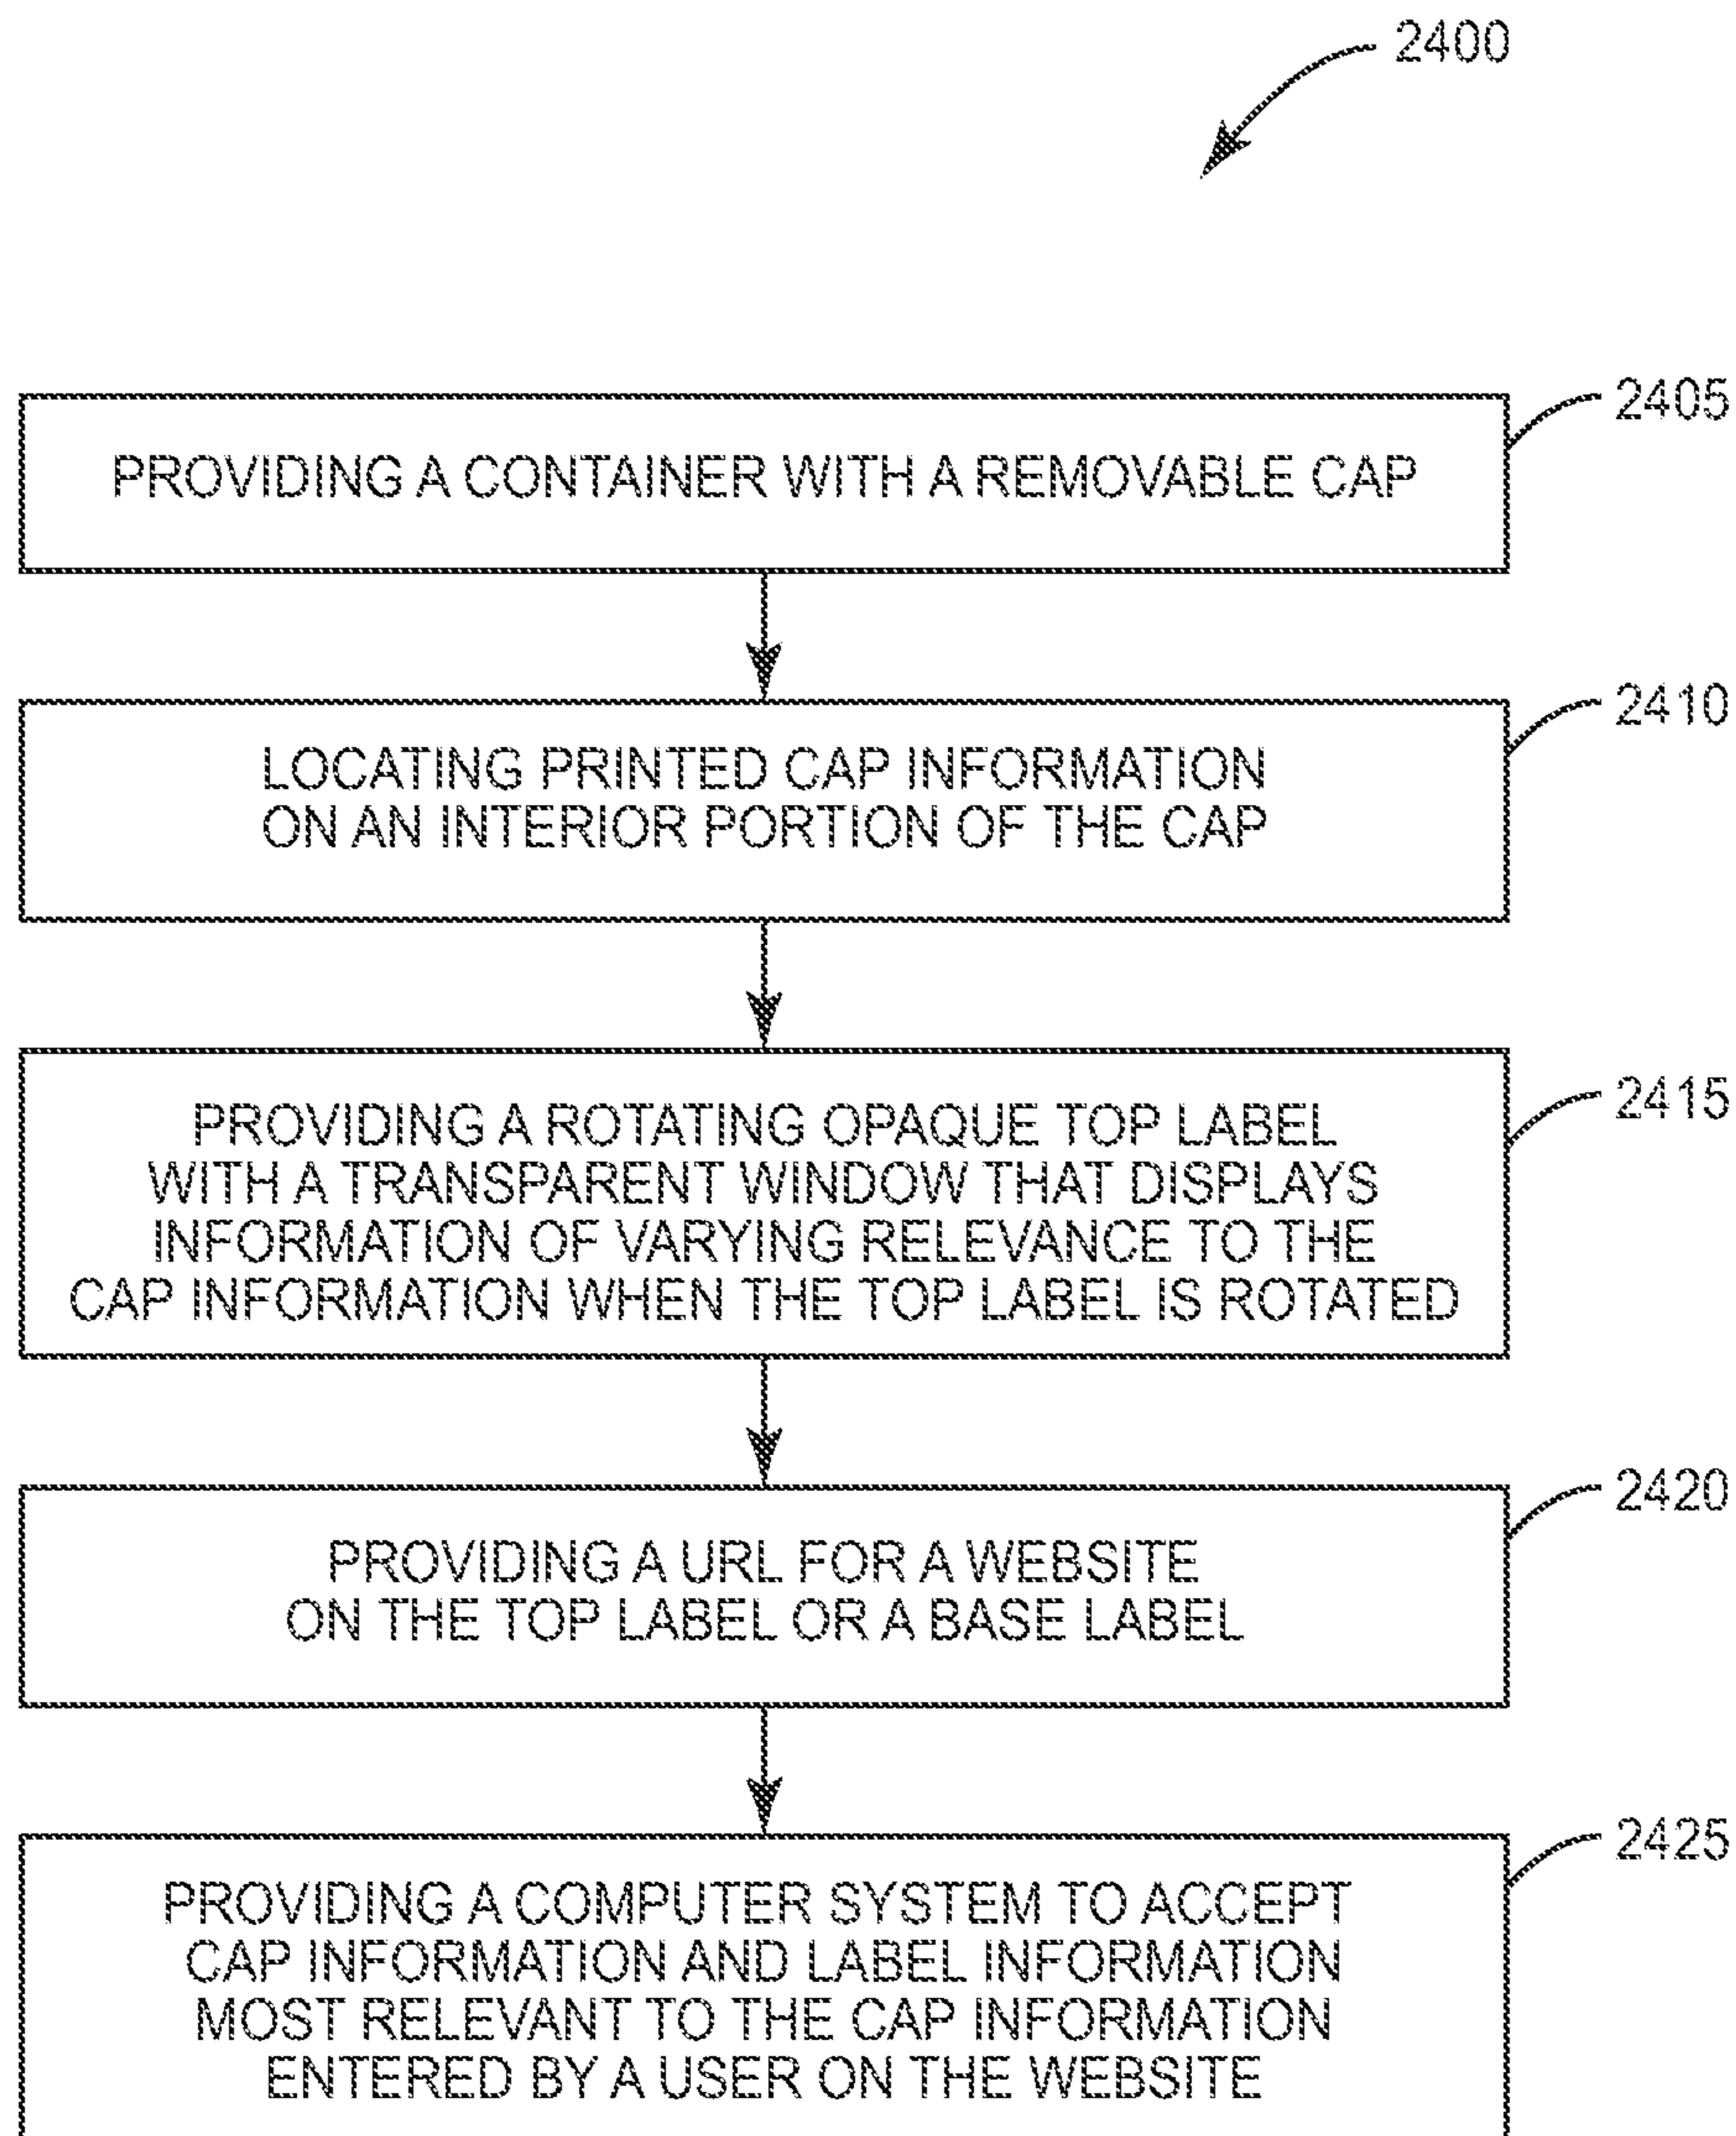 2400
2405
PROVIDING A CONTAINER WITH A REMOVABLE CAP
2410
LOCATING PRINTED CAP INFORMATION
ON AN INTERIOR PORTION OF THE CAP
2415
PROVIDING A ROTATING OPAQUE TOP LABEL
WITH A TRANSPARENT WINDOW THAT DISPLAYS
INFORMATION OF VARYING RELEVANCE TO THE
CAP INFORMATION WHEN THE TOP LABEL IS ROTATED
2420
PROVIDING A URL FOR A WEBSITE
ON THE TOP LABEL OR A BASE LABEL
2425
PROVIDING A COMPUTER SYSTEM TO ACCEPT
CAP INFORMATION AND LABEL INFORMATION
MOST RELEVANT TO THE CAP INFORMATION
ENTERED BY A USER ON THE WEBSITE